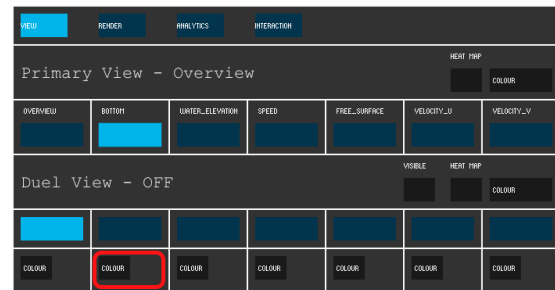 VIEW RENDER ANALYTICS INTERACTION
HEAT MAP
Primary View - Overview
COLOUR
OVERVIEW BOTTOM WATER_ELEVATION SPEED FREE_SURFACE VELOCITY_U VELOCITY_V
VISIBLE HEAT MAP
Duel View - OFF
COLOUR
COLOUR COLOUR COLOUR COLOUR COLOUR COLOUR COLOUR